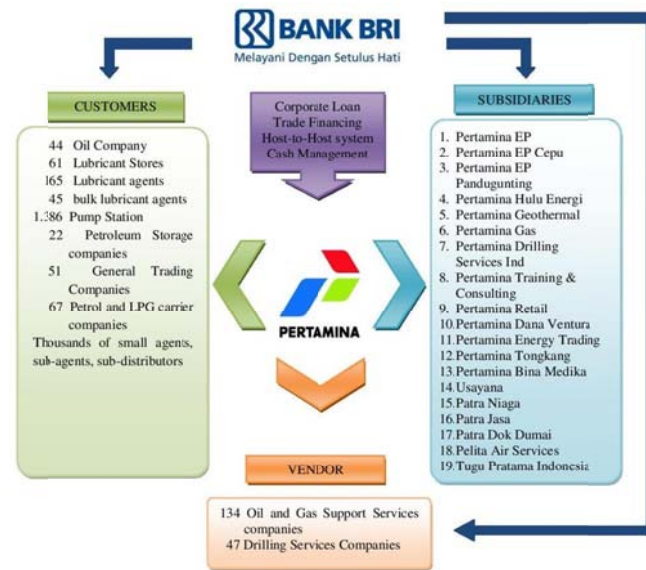 BANK BRI
Melayani Dengan Setulus Hati
CUSTOMERS
44 Oil Company
61 Lubricant Stores
165 Lubricant agents
45 bulk lubricant agents
1.386 Pump Station
22 Petroleum Storage
companies
51 General Trading
Companies
67 Petrol and LPG carrier
companies
Thousands of small agents,
sub-agents, sub-distributors
Corporate Loan
Trade Financing
Host-to-Host system
Cash Management
PERTAMINA
SUBSIDIARIES
1. Pertamina EP
2. Pertamina EP Cepu
3. Pertamina EP
Pandugunting
4. Pertamina Hulu Energi
5. Pertamina Geothermal
6. Pertamina Gas
7. Pertamina Drilling
Services Ind
8. Pertamina Training &
Consulting
9. Pertamina Retail
10. Pertamina Dana Ventura
11. Pertamina Energy Trading
12. Pertamina Tongkang
13. Pertamina Bina Medika
14. Usayana
15. Patra Niaga
16. Patra Jasa
17. Patra Dok Dumai
18. Pelita Air Services
19. Tugu Pratama Indonesia
VENDOR
134 Oil and Gas Support Services
companies
47 Drilling Services Companies